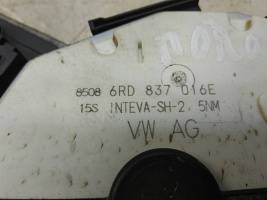 8508 6RD 837 016E
15S INTEVA-SH-2,5NM
VW AG